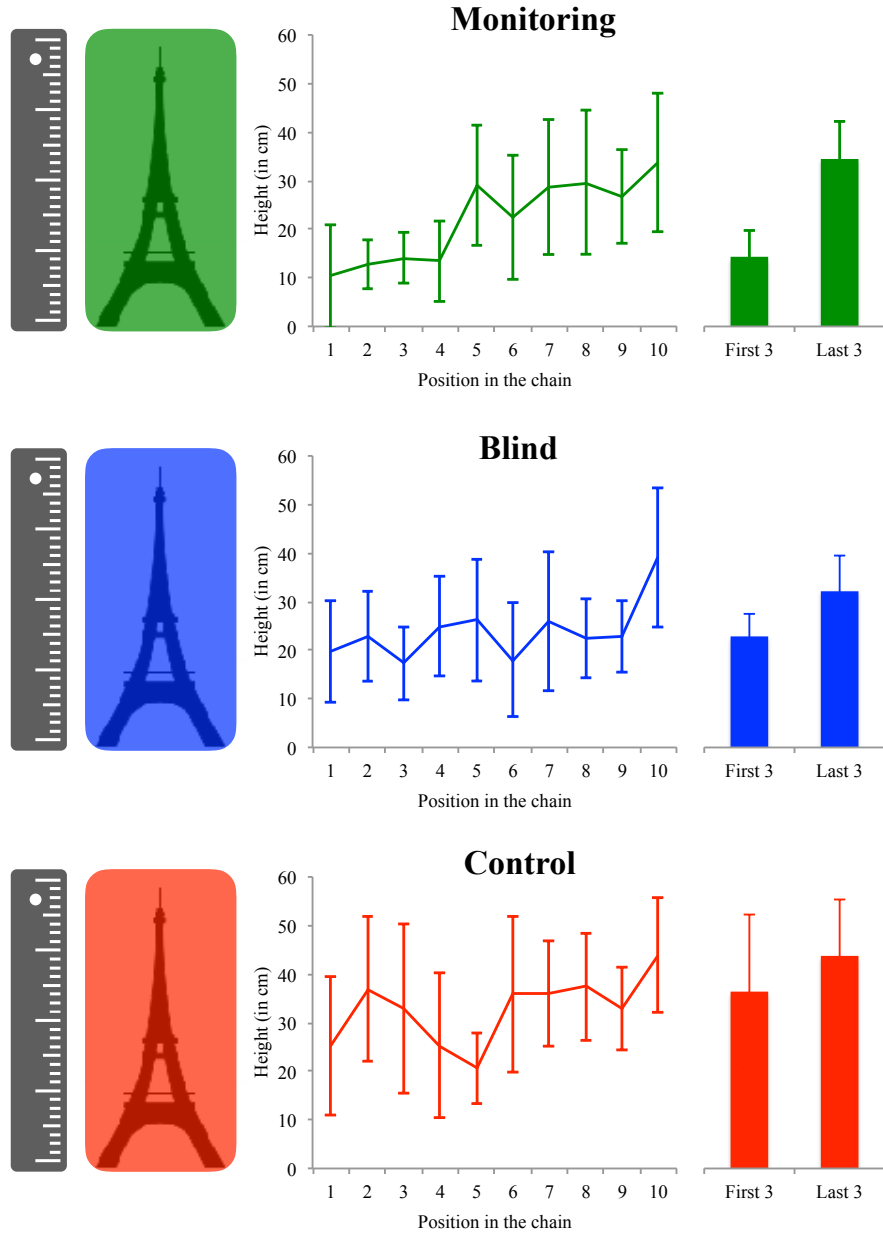 Monitoring
Height (in cm)
60
50
40
30
20
10
0
1 2 3 4 5 6 7 8 9 10
Position in the chain
First 3 Last 3
Blind
Height (in cm)
60
50
40
30
20
10
0
1 2 3 4 5 6 7 8 9 10
Position in the chain
First 3 Last 3
Control
Height (in cm)
60
50
40
30
20
10
0
1 2 3 4 5 6 7 8 9 10
Position in the chain
First 3 Last 3